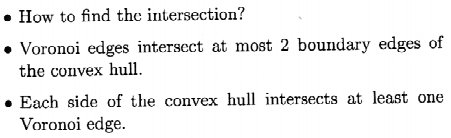 • How to find the intersection?
• Voronoi edges intersect at most 2 boundary edges of
the convex hull.
• Each side of the convex hull intersects at least one
Voronoi edge.